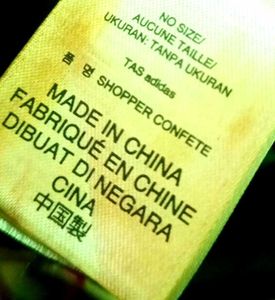 NO SIZE/
AUCUNE TAILLE/
UKURAN: TANPA UKURAN
TAS adidas
품 명 SHOPPER CONFETE
MADE IN CHINA
FABRIQUÉ EN CHINE
DIBUAT DI NEGARA
CINA
中国製